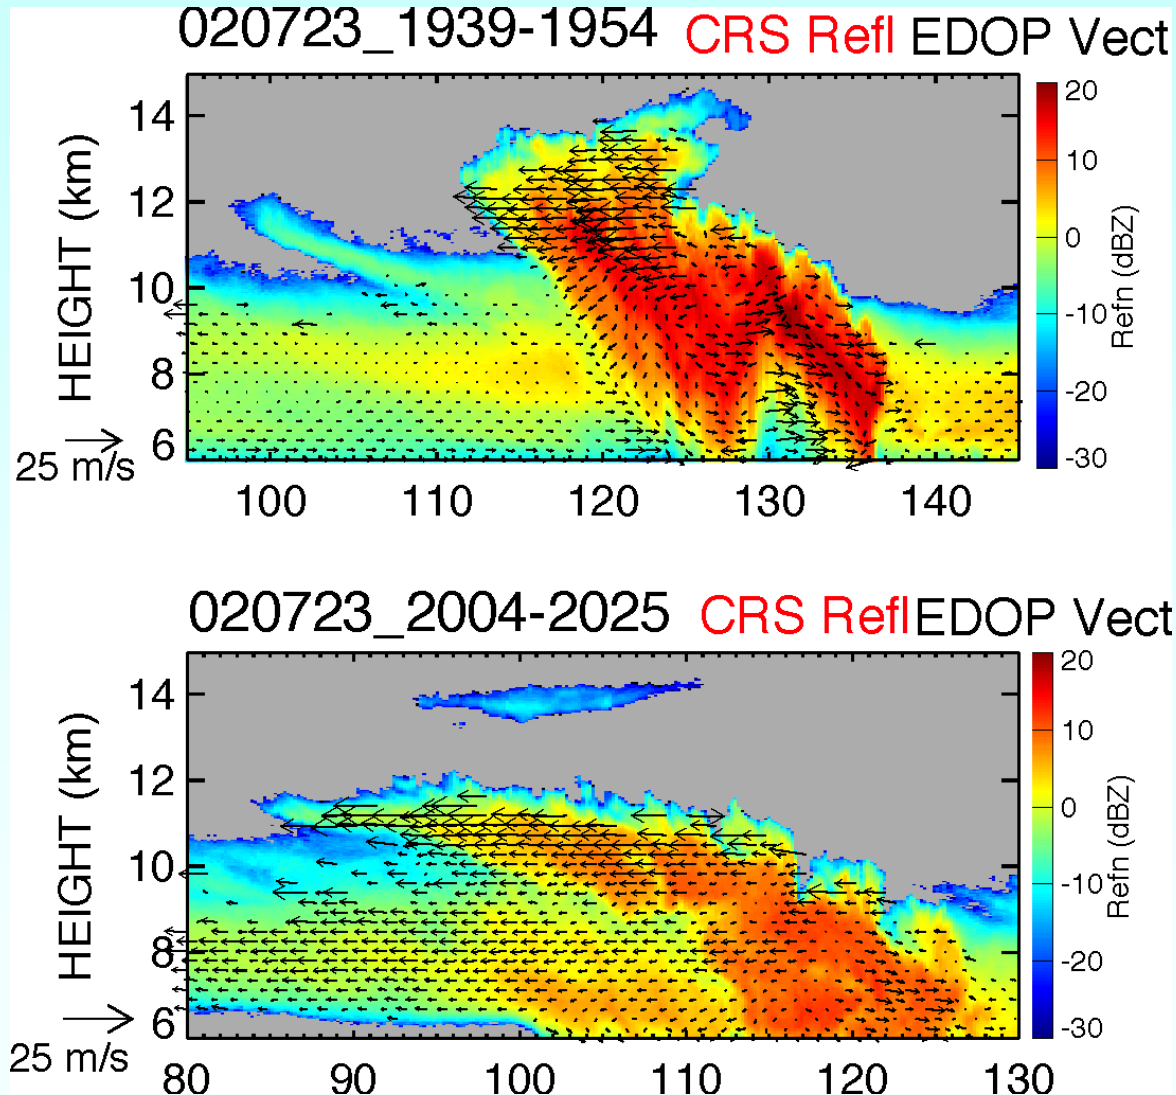 020723_1939-1954 CRS Refl EDOP Vect
HEIGHT (km)
14
12
10
8
6
25 m/s
100 110 120 130 140
20
10
0
-10
-20
-30
Refn (dBZ)
020723_2004-2025 CRS Refl EDOP Vect
HEIGHT (km)
14
12
10
8
6
25 m/s
80 90 100 110 120 130
20
10
0
-10
-20
-30
Refn (dBZ)